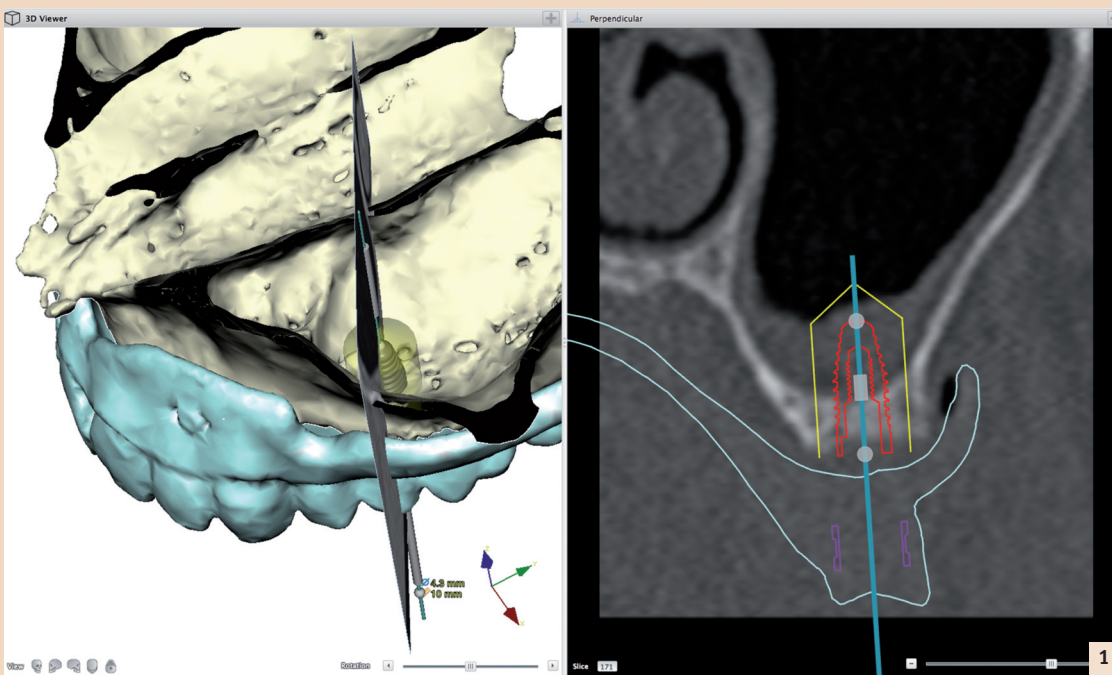 3D Viewer
Perpendicular
4.3 mm
10 mm
View
Rotation
Slice 171
1